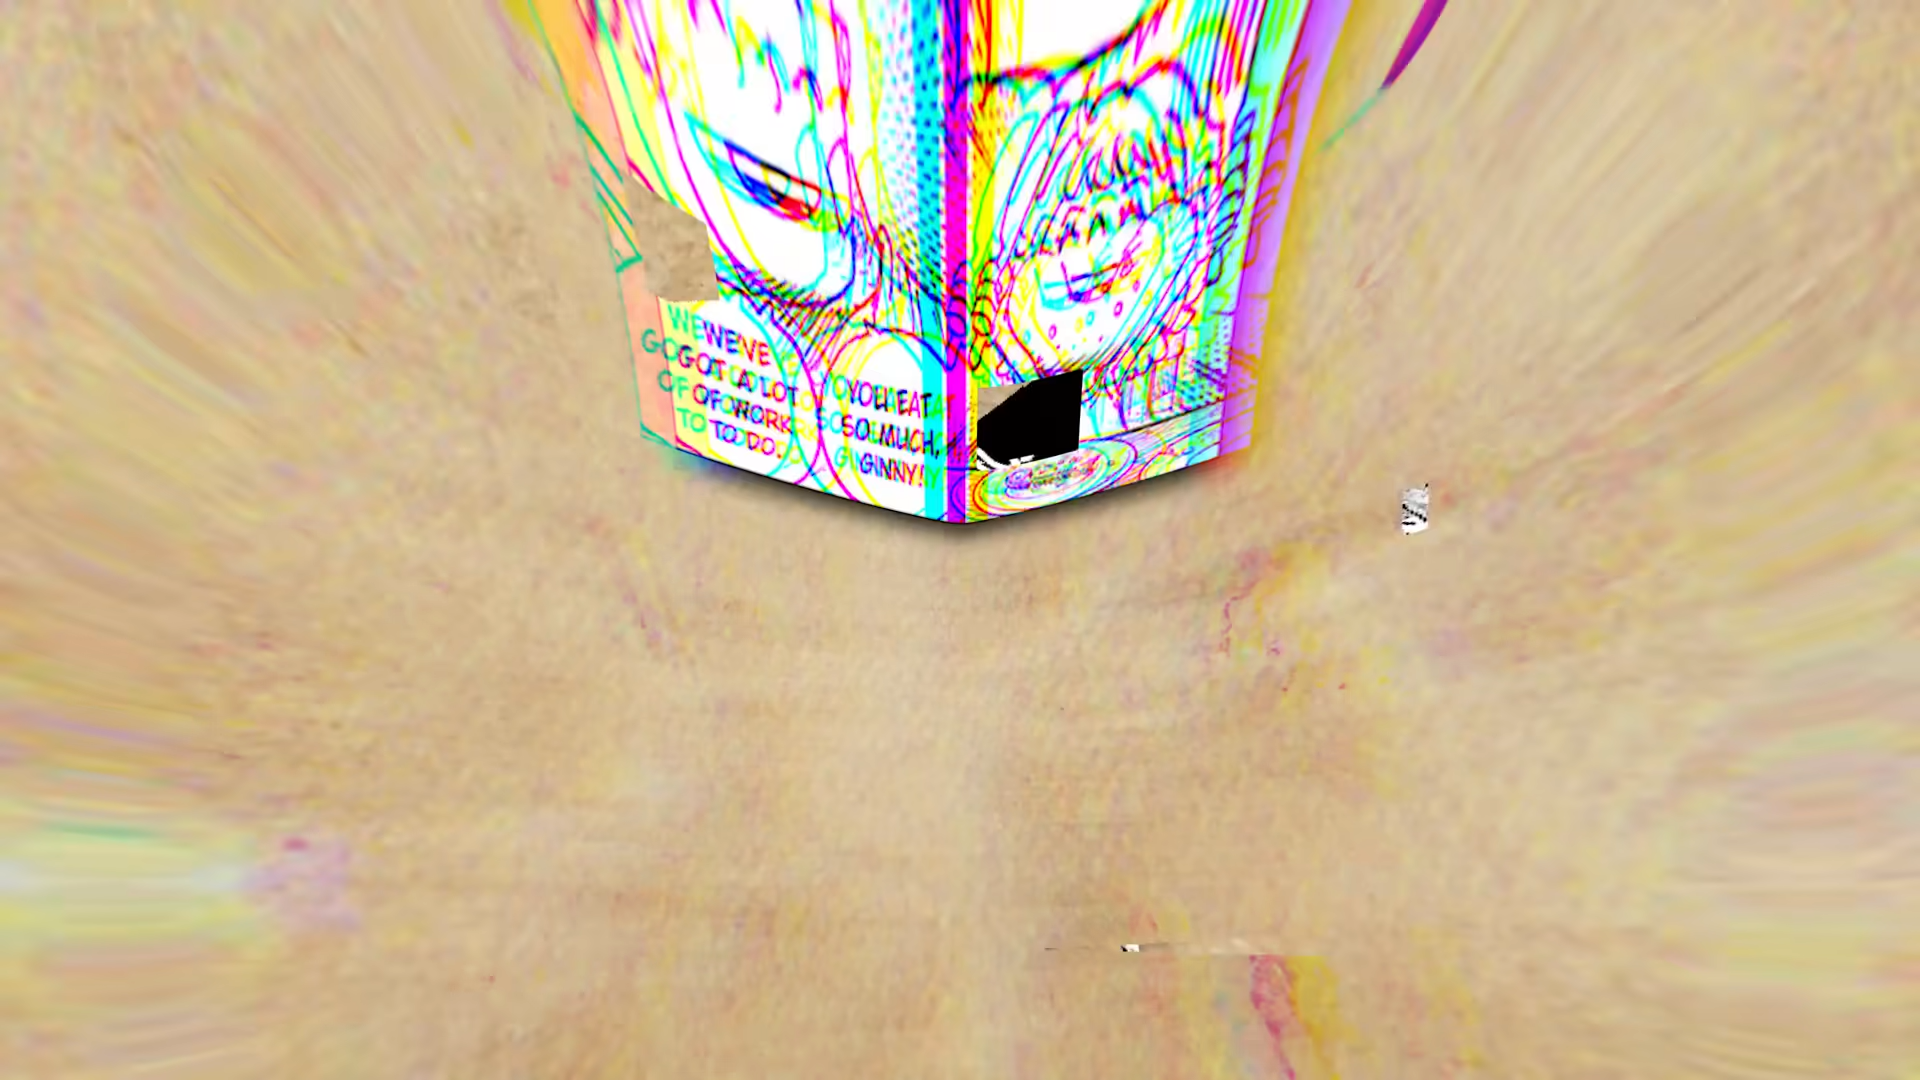 WE'VE
GOT A LOT
OF WORK
TO DO.
YOU EAT
SO MUCH,
GINNY!